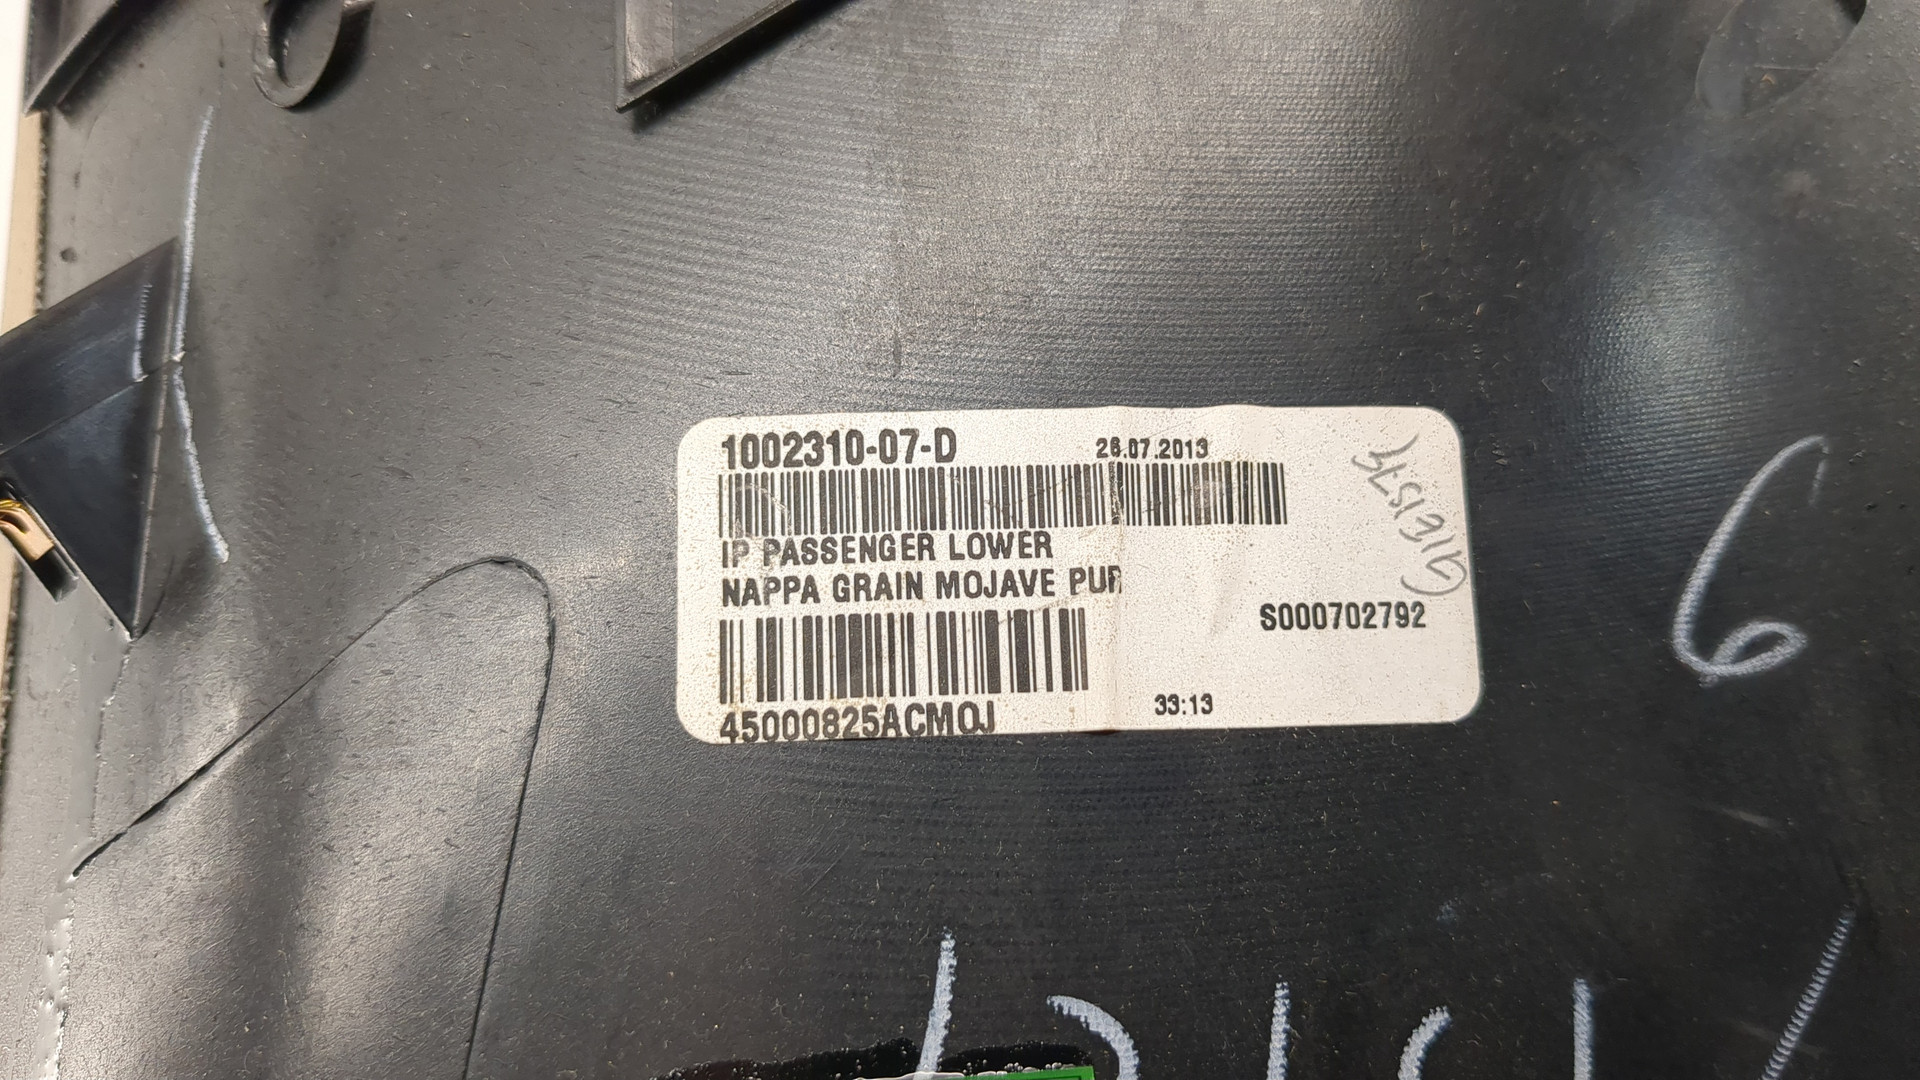 1002310-07-D 26.07.2013
IP PASSENGER LOWER
NAPPA GRAIN MOJAVE PUR
S000702792
33:13
45000825ACMOJ
6